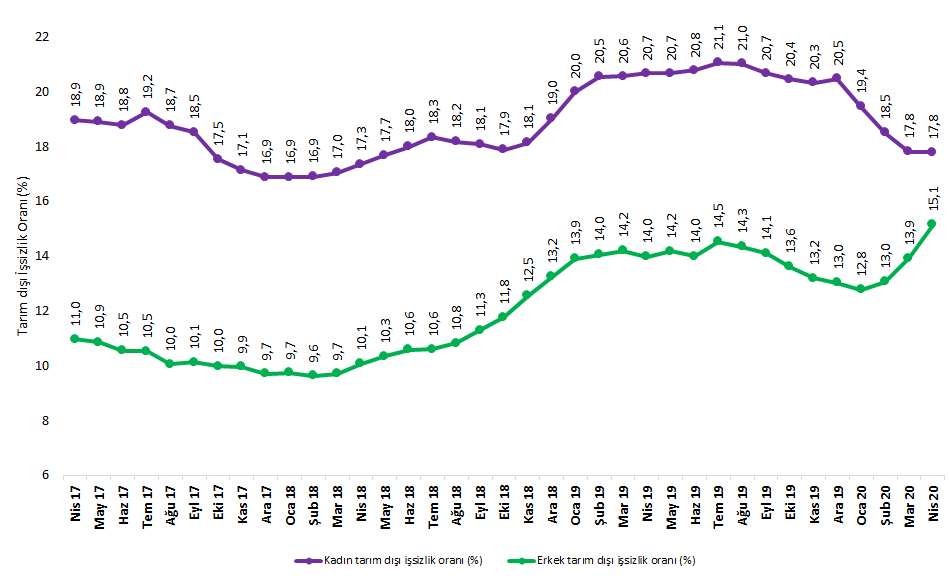 22
20
18
16
14
12
10
8
6
Tarım dışı İşsizlik Oranı(%)
18,9 18,9 18,8 19,2 18,7 18,5 17,5 17,1 16,9 16,9 16,9 17,0 17,3 17,7 18,0 18,3 18,2 18,1 17,9 18,1 19,0 20,0 20,5 20,6 20,7 20,7 20,8 21,1 21,0 20,7 20,4 20,3 20,5 19,4 18,5 17,8 17,8
11,0 10,9 10,5 10,5 10,0 10,1 10,0 9,9 9,7 9,7 9,6 9,7 10,1 10,3 10,6 10,6 10,8 11,3 11,8 12,5 13,2 13,9 14,0 14,2 14,0 14,2 14,0 14,5 14,3 14,1 13,6 13,2 13,0 12,8 13,0 13,9 15,1
Nis 17 May 17 Haz 17 Tem 17 Ağu 17 Eyl 17 Eki 17 Kas 17 Ara 17 Oca 18 Şub 18 Mar 18 Nis 18 May 18 Haz 18 Tem 18 Ağu 18 Eyl 18 Eki 18 Kas 18 Ara 18 Oca 19 Şub 19 Mar 19 Nis 19 May 19 Haz 19 Tem 19 Ağu 19 Eyl 19 Eki 19 Kas 19 Ara 19 Oca 20 Şub 20 Mar 20 Nis 20
Kadın tarım dışı işsizlik oranı (%) Erkek tarım dışı işsizlik oranı (%)